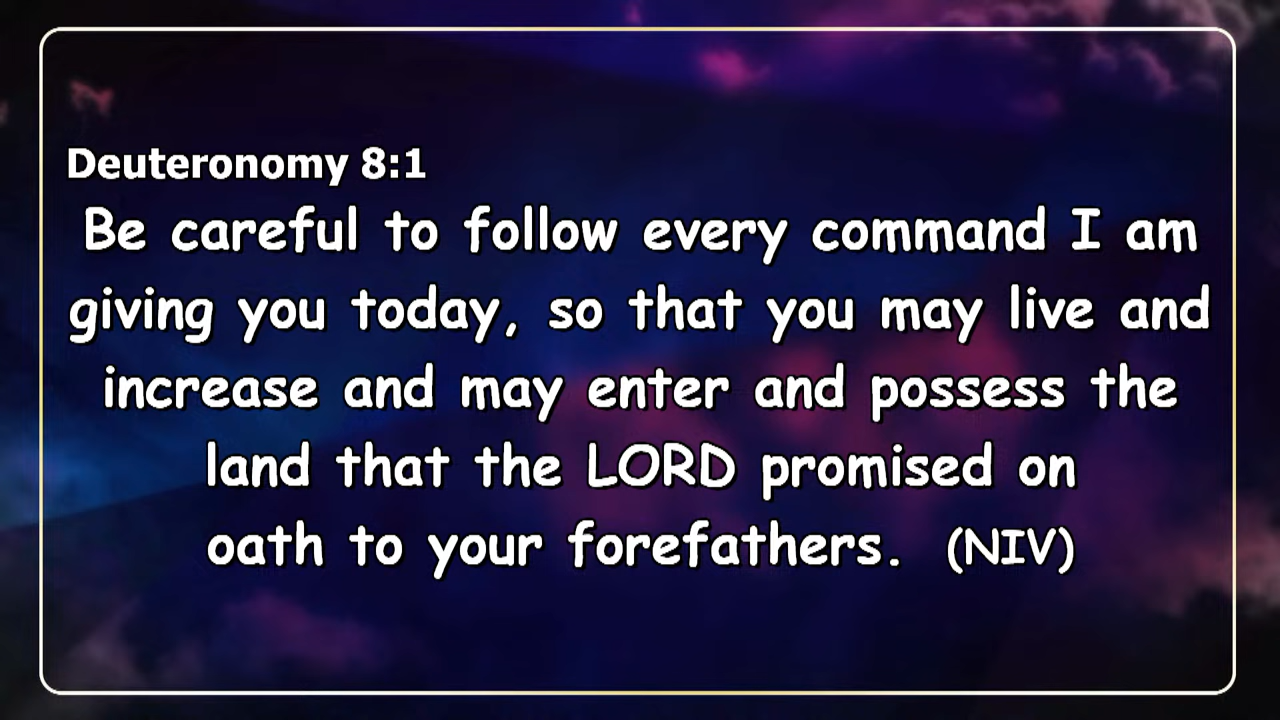 Deuteronomy 8:1
Be careful to follow every command I am
giving you today, so that you may live and
increase and may enter and possess the
land that the LORD promised on
oath to your forefathers. (NIV)